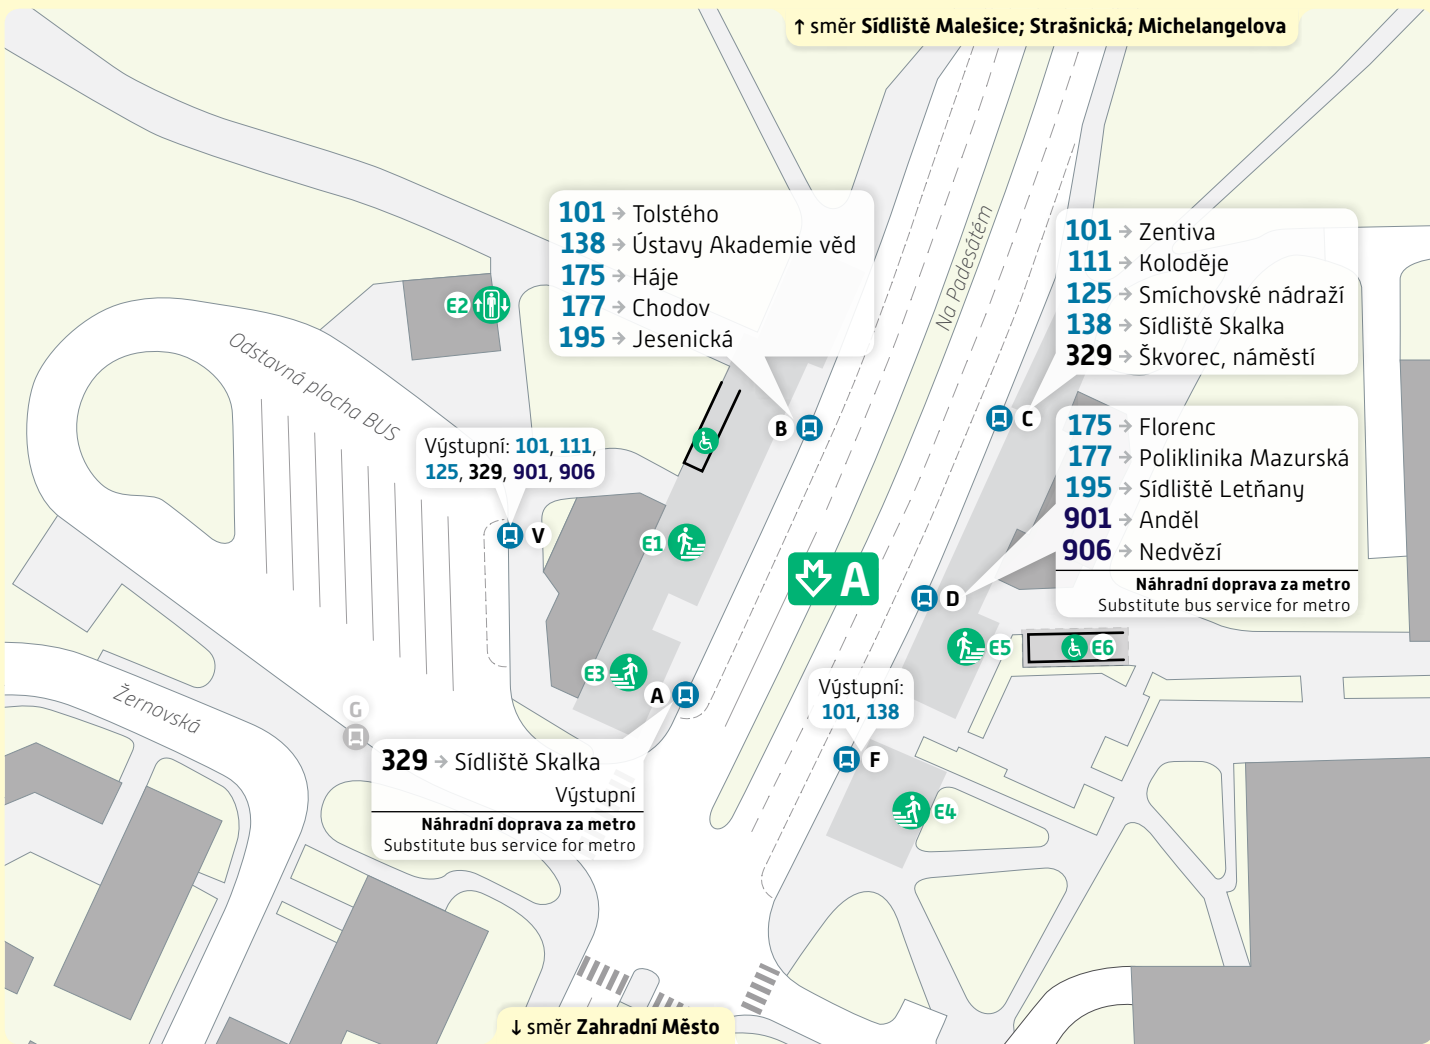 ↑ směr Sídliště Malešice; Strašnická; Michelangelova
101 → Tolstého
138 → Ústavy Akademie věd
175 → Háje
177 → Chodov
195 → Jesenická
101 → Zentiva
111 → Koloděje
125 → Smíchovské nádraží
138 → Sídliště Skalka
329 → Škvorec, náměstí
Na Padesátém
E2
Odstavná plocha BUS
Výstupní: 101, 111,
125, 329, 901, 906
B
C
175 → Florenc
177 → Poliklinika Mazurská
195 → Sídliště Letňany
901 → Anděl
906 → Nedvězí
Náhradní doprava za metro
Substitute bus service for metro
V
E1
M A
D
E5
E6
E3
A
Výstupní:
101, 138
Žernovská
G
F
329 → Sídliště Skalka
Výstupní
Náhradní doprava za metro
Substitute bus service for metro
E4
↓ směr Zahradní Město